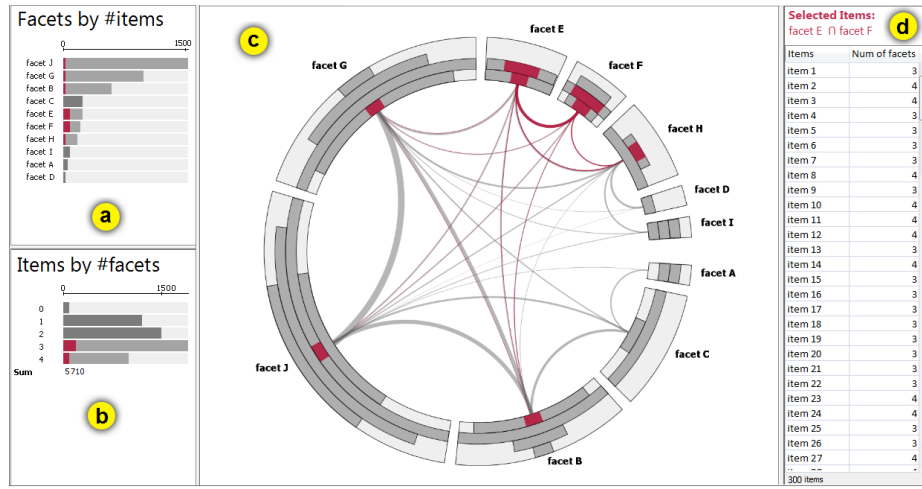 Facets by #items
0 1500
facet J
facet G
facet B
facet C
facet E
facet F
facet H
facet I
facet A
facet D
a
Items by #facets
0 1500
0
1
2
3
4
Sum 5710
b
c
facet E
facet G
facet F
facet H
facet D
facet I
facet A
facet C
facet J
facet B
Selected Items:
facet E ∩ facet F
d
Items Num of facets
item 1 3
item 2 4
item 3 4
item 4 3
item 5 3
item 6 3
item 7 3
item 8 4
item 9 3
item 10 4
item 11 4
item 12 4
item 13 3
item 14 4
item 15 3
item 16 3
item 17 3
item 18 3
item 19 3
item 20 3
item 21 3
item 22 3
item 23 4
item 24 4
item 25 3
item 26 3
item 27 4
300 items